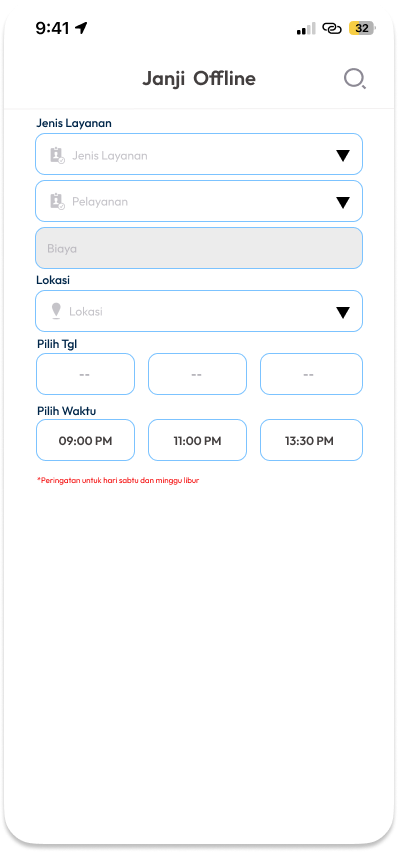 9:41
32
Janji Offline
Jenis Layanan
Jenis Layanan
Pelayanan
Biaya
Lokasi
Lokasi
Pilih Tgl
-- -- --
Pilih Waktu
09:00 PM 11:00 PM 13:30 PM
*Peringatan untuk hari sabtu dan minggu libur